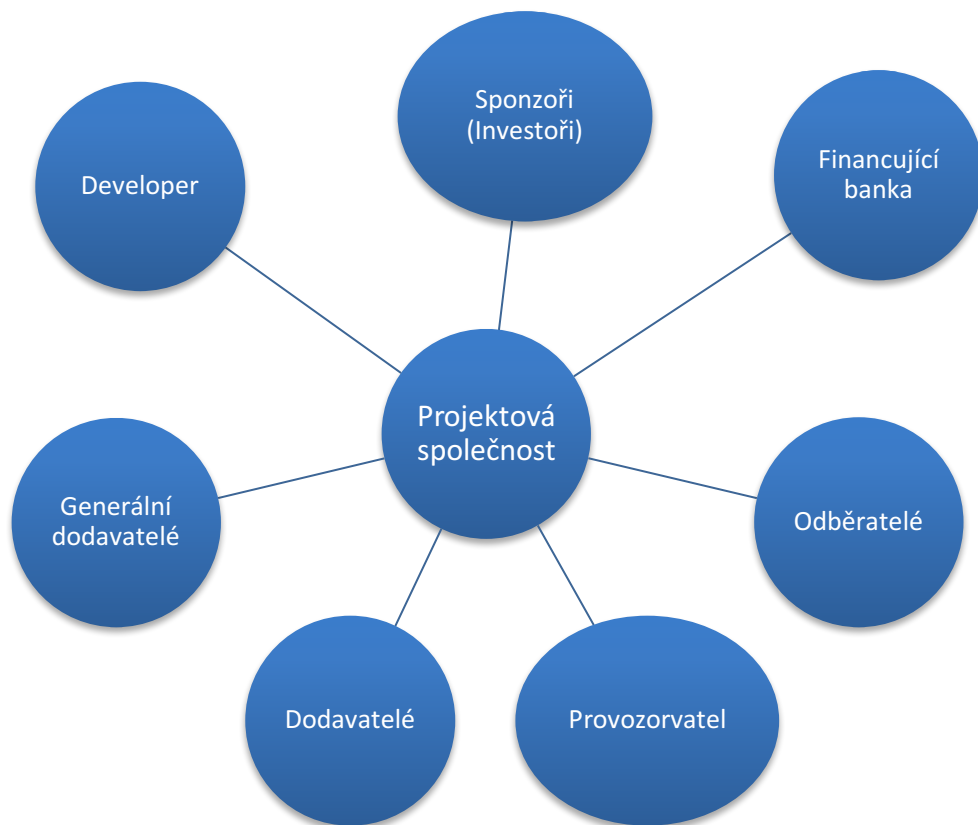 Sponzoři
(Investoři)
Financující
banka
Developer
Projektová
společnost
Generální
dodavatelé
Odběratelé
Dodavatelé
Provozorvatel